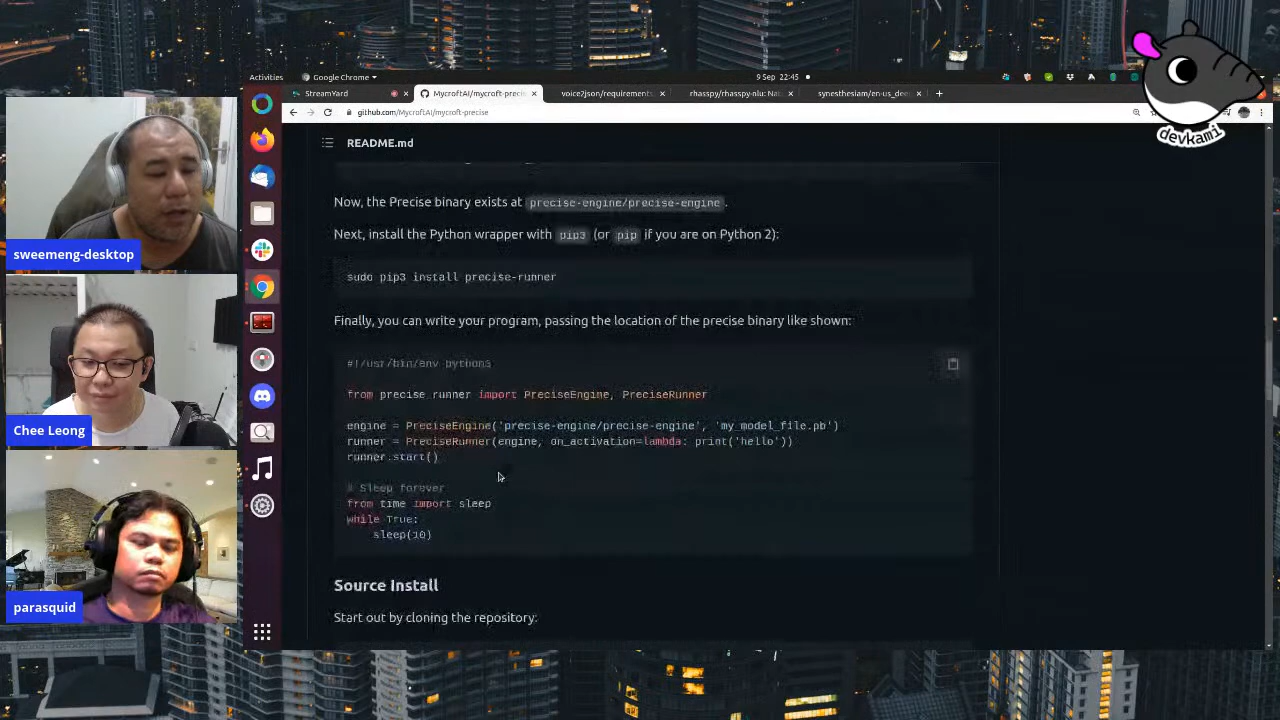 Activities
Google Chrome
9 Sep 22:45
StreamYard
MycroftAI/mycroft-preci
voice2json/requirements
rhasspy/rhasspy-nlu: Nat
synesthesiam/en-us_dee
github.com/MycroftAI/mycroft-precise
devkami
README.md
Now, the Precise binary exists at precise-engine/precise-engine.
Next, install the Python wrapper with pip3 (or pip if you are on Python 2):
sudo pip3 install precise-runner
Finally, you can write your program, passing the location of the precise binary like shown:
#!/usr/bin/env python3
from precise_runner import PreciseEngine, PreciseRunner
engine = PreciseEngine('precise-engine/precise-engine', 'my_model_file.pb')
runner = PreciseRunner(engine, on_activation=lambda: print('hello'))
runner.start()
# Sleep forever
from time import sleep
while True:
sleep(10)
Source Install
Start out by cloning the repository:
sweemeng-desktop
Chee Leong
parasquid